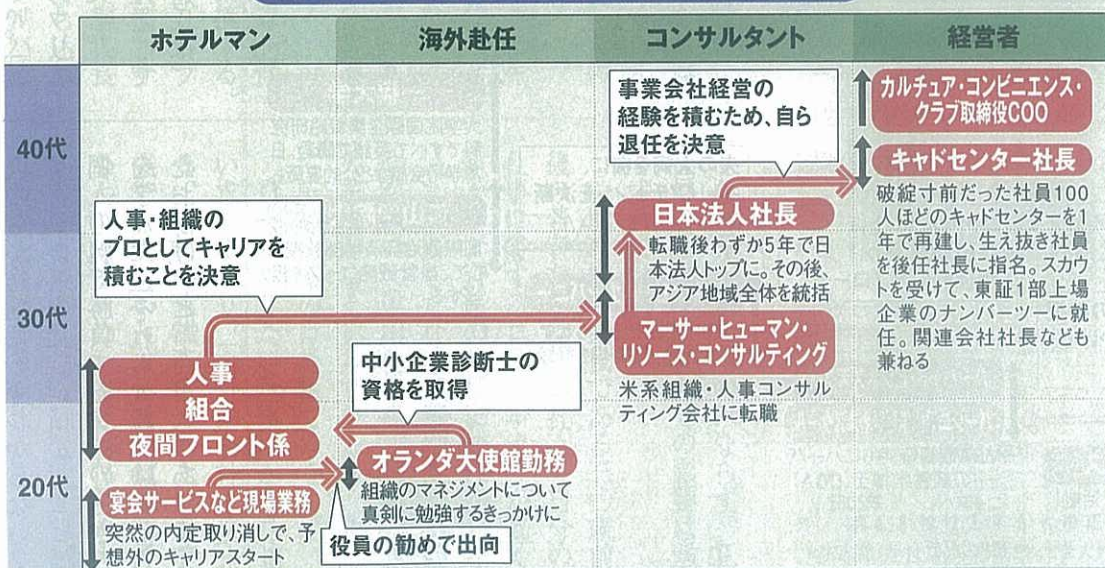 ホテルマン
海外赴任
コンサルタント
経営者
40代
30代
20代
カルチュア・コンビニエンス・
クラブ取締役COO
キャドセンター社長
破綻寸前だった社員100
人ほどのキャドセンターを1
年で再建し、生え抜き社員
を後任社長に指名。スカウ
トを受けて、東証1部上場
企業のナンバーツーに就
任。関連会社社長なども
兼ねる
事業会社経営の
経験を積むため、自ら
退任を決意
日本法人社長
転職後わずか5年で日
本法人トップに。その後、
アジア地域全体を統括
マーサー・ヒューマン・
リソース・コンサルティング
米系組織・人事コンサル
ティング会社に転職
人事・組織の
プロとしてキャリアを
積むことを決意
人事
組合
夜間フロント係
中小企業診断士の
資格を取得
オランダ大使館勤務
組織のマネジメントについて
真剣に勉強するきっかけに
役員の勧めで出向
宴会サービスなど現場業務
突然の内定取り消しで、予
想外のキャリアスタート